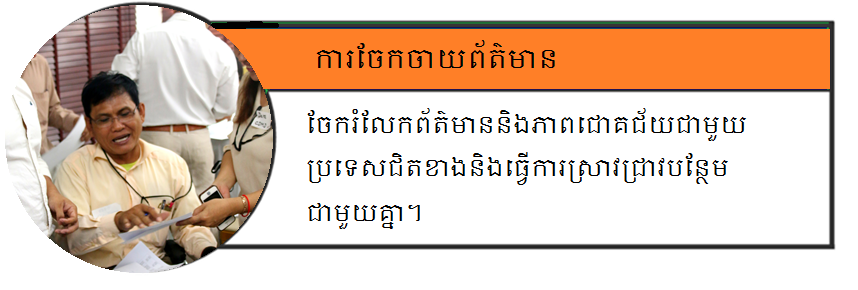 ការចែកចាយព័ត៌មាន
ចែករំលែកព័ត៌មាននិងភាពជោគជ័យជាមួយ
ប្រទេសជិតខាងនិងធ្វើការស្រាវជ្រាវបន្ថែម
ជាមួយគ្នា។